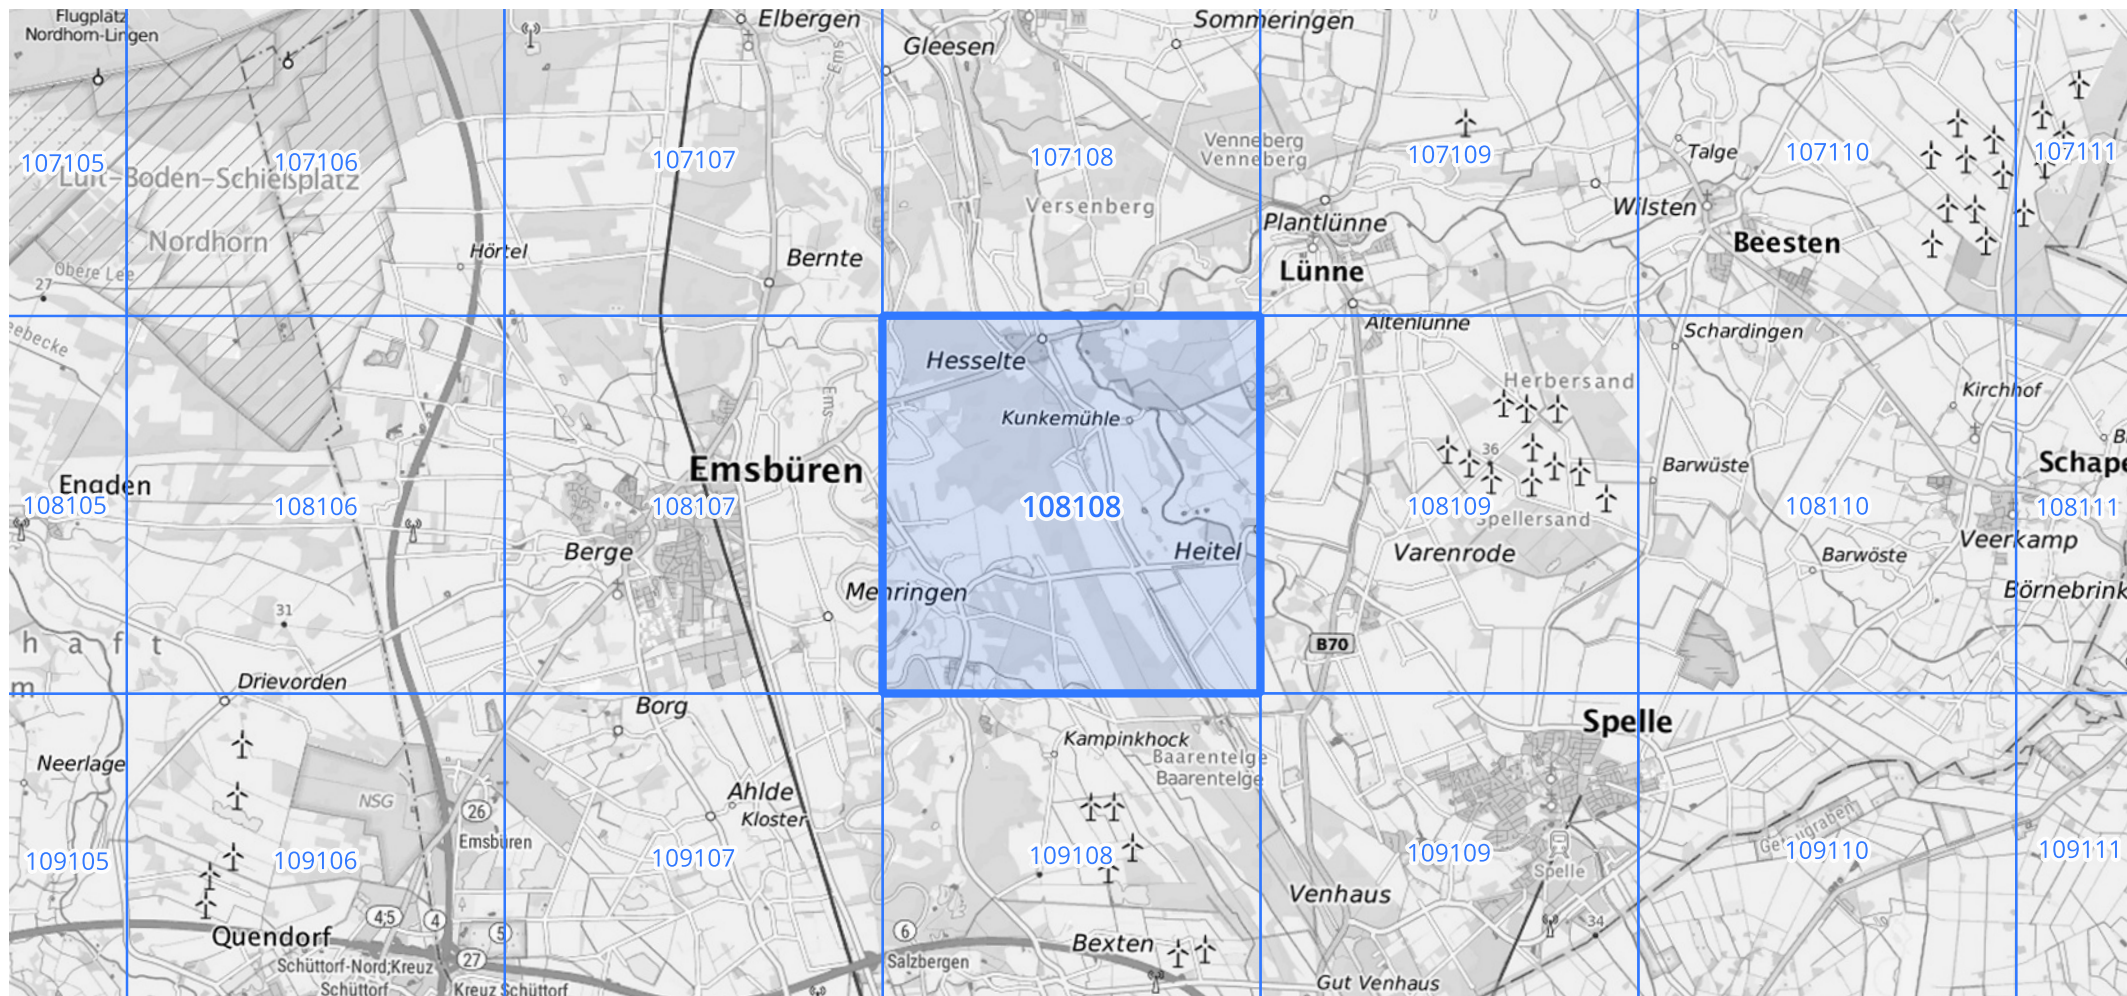 Flugplatz
Nordhorn-Lingen
Elbergen
Ems
Gleesen
Sommeringen
Venneberg
Venneberg
107105
107106
107107
107108
107109
107110
107111
Talge
Luft-Boden-Schießplatz
Nordhorn
Versenberg
Wilsten
Plantlünne
Beesten
Hörtel
Bernte
Lünne
Obere Lee
27
eebecke
Altenlünne
Schardingen
Hesselte
Herbersand
Kirchhof
Ems
Kunkemühle
36
B
Emsbüren
Barwüste
Schape
Engden
108105
108106
108107
108108
108109
108110
108111
Spellersand
Berge
Heitel
Varenrode
Barwöste
Veerkamp
Mehringen
Börnebrink
31
h a f t
B70
m
Drievorden
Borg
Spelle
Neerlage
Kampinkhock
Baarentelge
Baarentelge
NSG
26
Emsbüren
Ahlde
Kloster
Getelugraben
109105
109106
109107
109108
109109
109110
109111
Spelle
Venhaus
4;5
4
5
6
34
Quendorf
27
Salzbergen
Bexten
Schüttorf-Nord;Kreuz
Schüttorf
Kreuz Schüttorf
Gut Venhaus